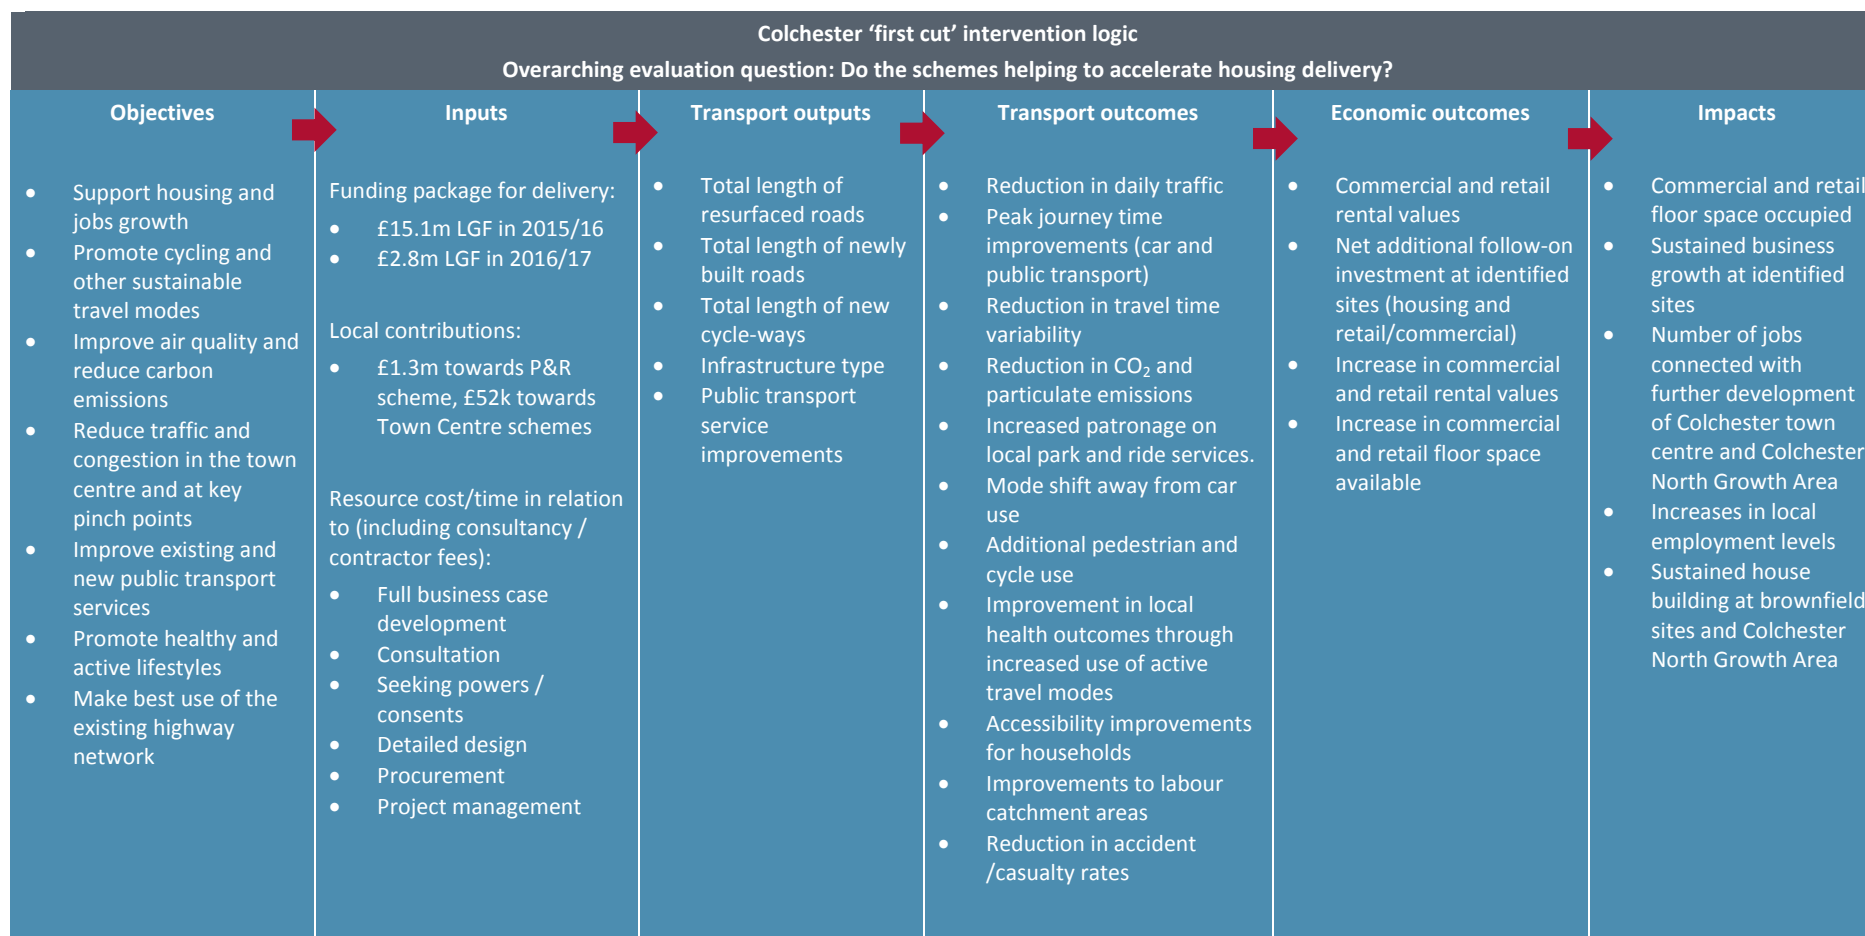 Colchester ‘first cut’ intervention logic
Overarching evaluation question: Do the schemes helping to accelerate housing delivery?
Objectives
• Support housing and
jobs growth
• Promote cycling and
other sustainable
travel modes
• Improve air quality and
reduce carbon
emissions
• Reduce traffic and
congestion in the town
centre and at key
pinch points
• Improve existing and
new public transport
services
• Promote healthy and
active lifestyles
• Make best use of the
existing highway
network
Inputs
Funding package for delivery:
• £15.1m LGF in 2015/16
• £2.8m LGF in 2016/17
Local contributions:
• £1.3m towards P&R
scheme, £52k towards
Town Centre schemes
Resource cost/time in relation
to (including consultancy /
contractor fees):
• Full business case
development
• Consultation
• Seeking powers /
consents
• Detailed design
• Procurement
• Project management
Transport outputs
• Total length of
resurfaced roads
• Total length of newly
built roads
• Total length of new
cycle-ways
• Infrastructure type
• Public transport
service
improvements
Transport outcomes
• Reduction in daily traffic
• Peak journey time
improvements (car and
public transport)
• Reduction in travel time
variability
• Reduction in CO₂ and
particulate emissions
• Increased patronage on
local park and ride services.
• Mode shift away from car
use
• Additional pedestrian and
cycle use
• Improvement in local
health outcomes through
increased use of active
travel modes
• Accessibility improvements
for households
• Improvements to labour
catchment areas
• Reduction in accident
/casualty rates
Economic outcomes
• Commercial and retail
rental values
• Net additional follow-on
investment at identified
sites (housing and
retail/commercial)
• Increase in commercial
and retail rental values
• Increase in commercial
and retail floor space
available
Impacts
• Commercial and retail
floor space occupied
• Sustained business
growth at identified
sites
• Number of jobs
connected with
further development
of Colchester town
centre and Colchester
North Growth Area
• Increases in local
employment levels
• Sustained house
building at brownfield
sites and Colchester
North Growth Area